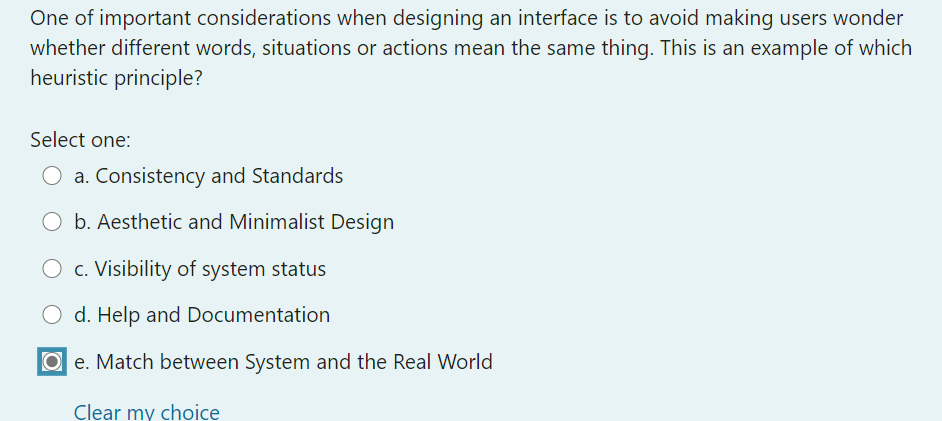 One of important considerations when designing an interface is to avoid making users wonder
whether different words, situations or actions mean the same thing. This is an example of which
heuristic principle?
Select one:
a. Consistency and Standards
b. Aesthetic and Minimalist Design
c. Visibility of system status
d. Help and Documentation
e. Match between System and the Real World
Clear my choice